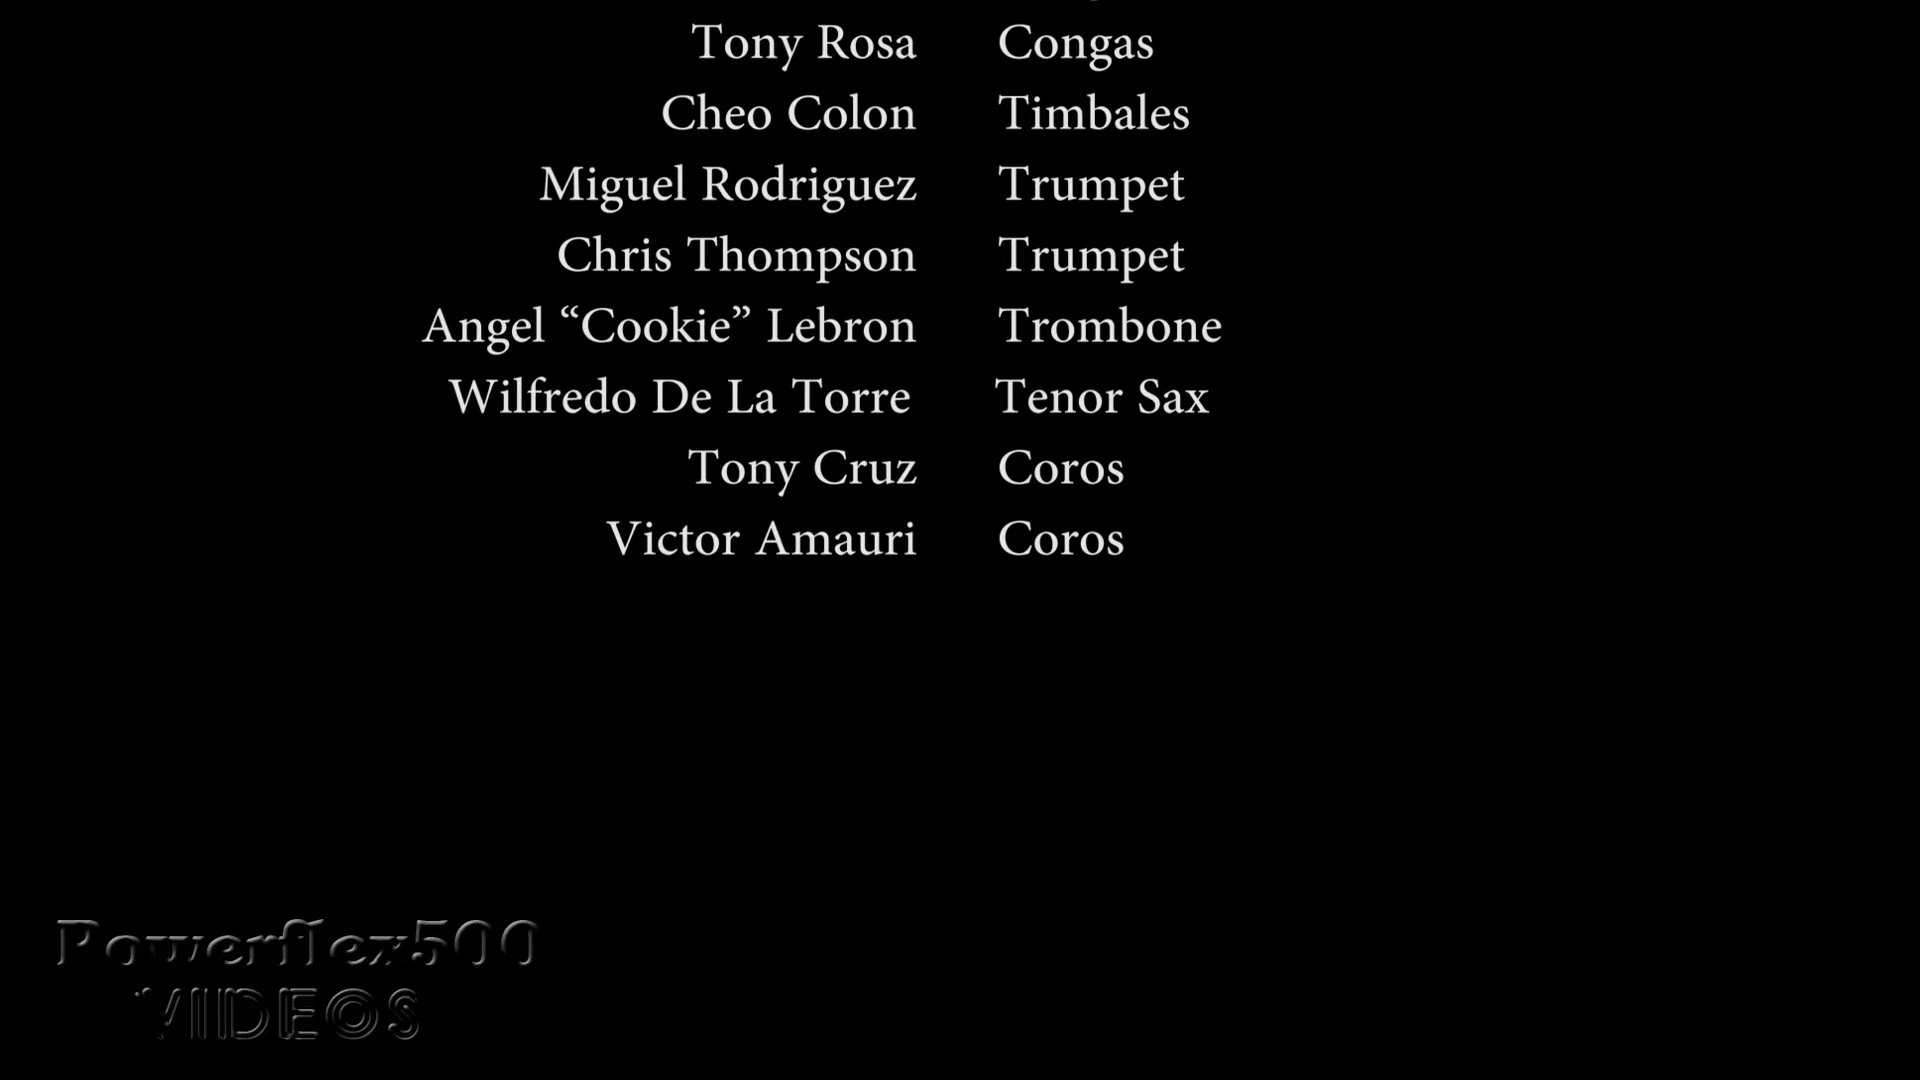 Tony Rosa Congas
Cheo Colon Timbales
Miguel Rodriguez Trumpet
Chris Thompson Trumpet
Angel “Cookie” Lebron Trombone
Wilfredo De La Torre Tenor Sax
Tony Cruz Coros
Victor Amauri Coros
Powerflex500
VIDEOS